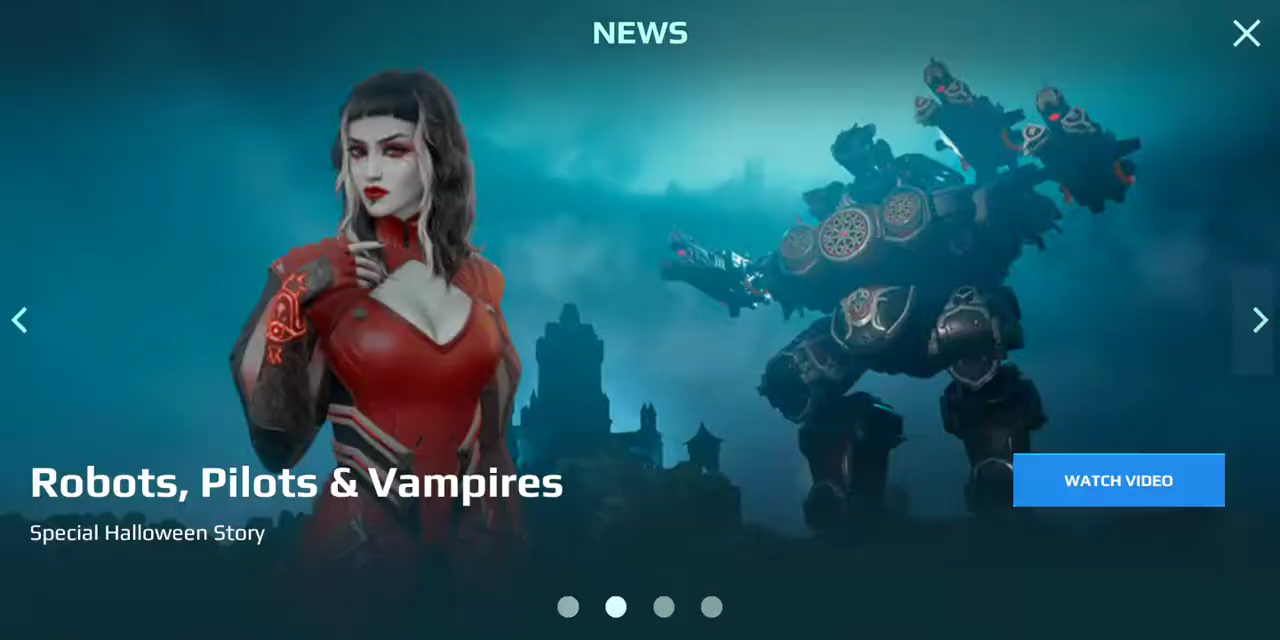 NEWS
Robots, Pilots & Vampires
Special Halloween Story
WATCH VIDEO